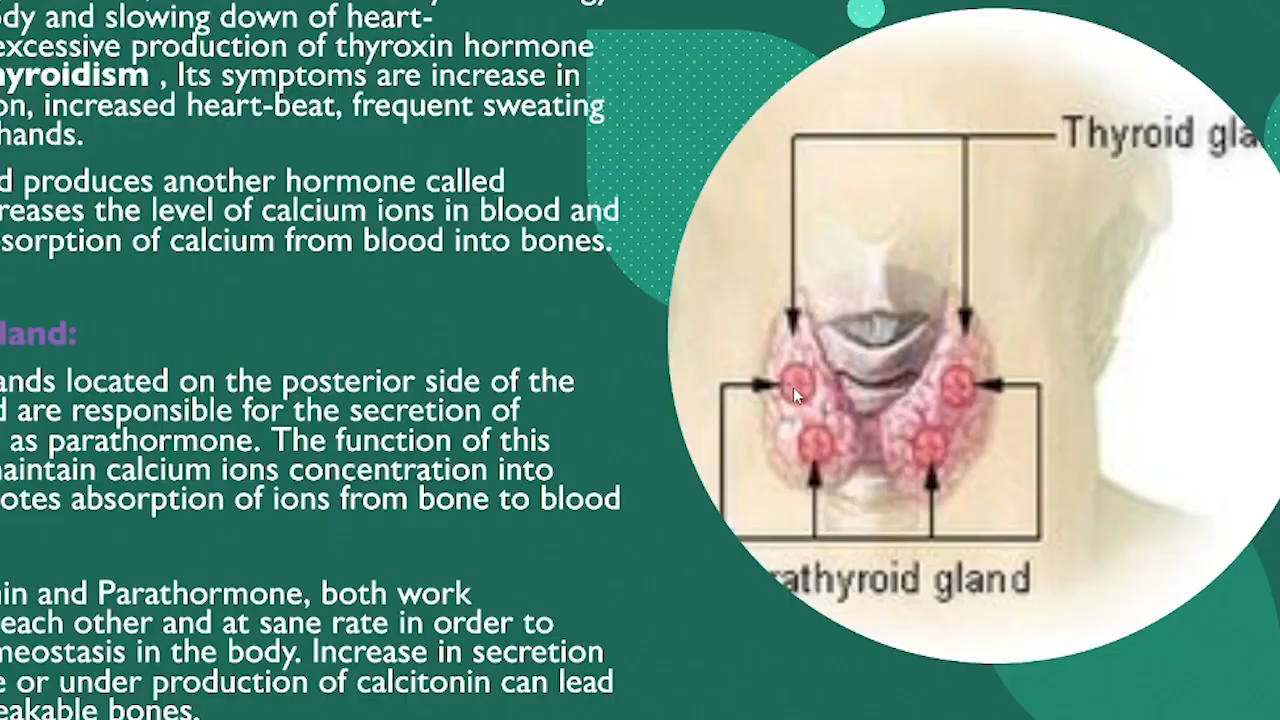 ody and slowing down of heart-
excessive production of thyroxin hormone
hyroidism , Its symptoms are increase in
on, increased heart-beat, frequent sweating
hands.
d produces another hormone called
reases the level of calcium ions in blood and
sorption of calcium from blood into bones.
land:
ands located on the posterior side of the
d are responsible for the secretion of
as parathormone. The function of this
naintain calcium ions concentration into
otes absorption of ions from bone to blood
nin and Parathormone, both work
each other and at sane rate in order to
meostasis in the body. Increase in secretion
e or under production of calcitonin can lead
eakable bones.
Thyroid gla
rathyroid gland